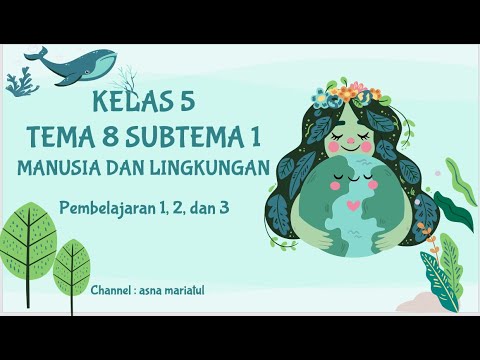 KELAS 5
TEMA 8 SUBTEMA 1
MANUSIA DAN LINGKUNGAN
Pembelajaran 1, 2, dan 3
Channel : asna mariatul